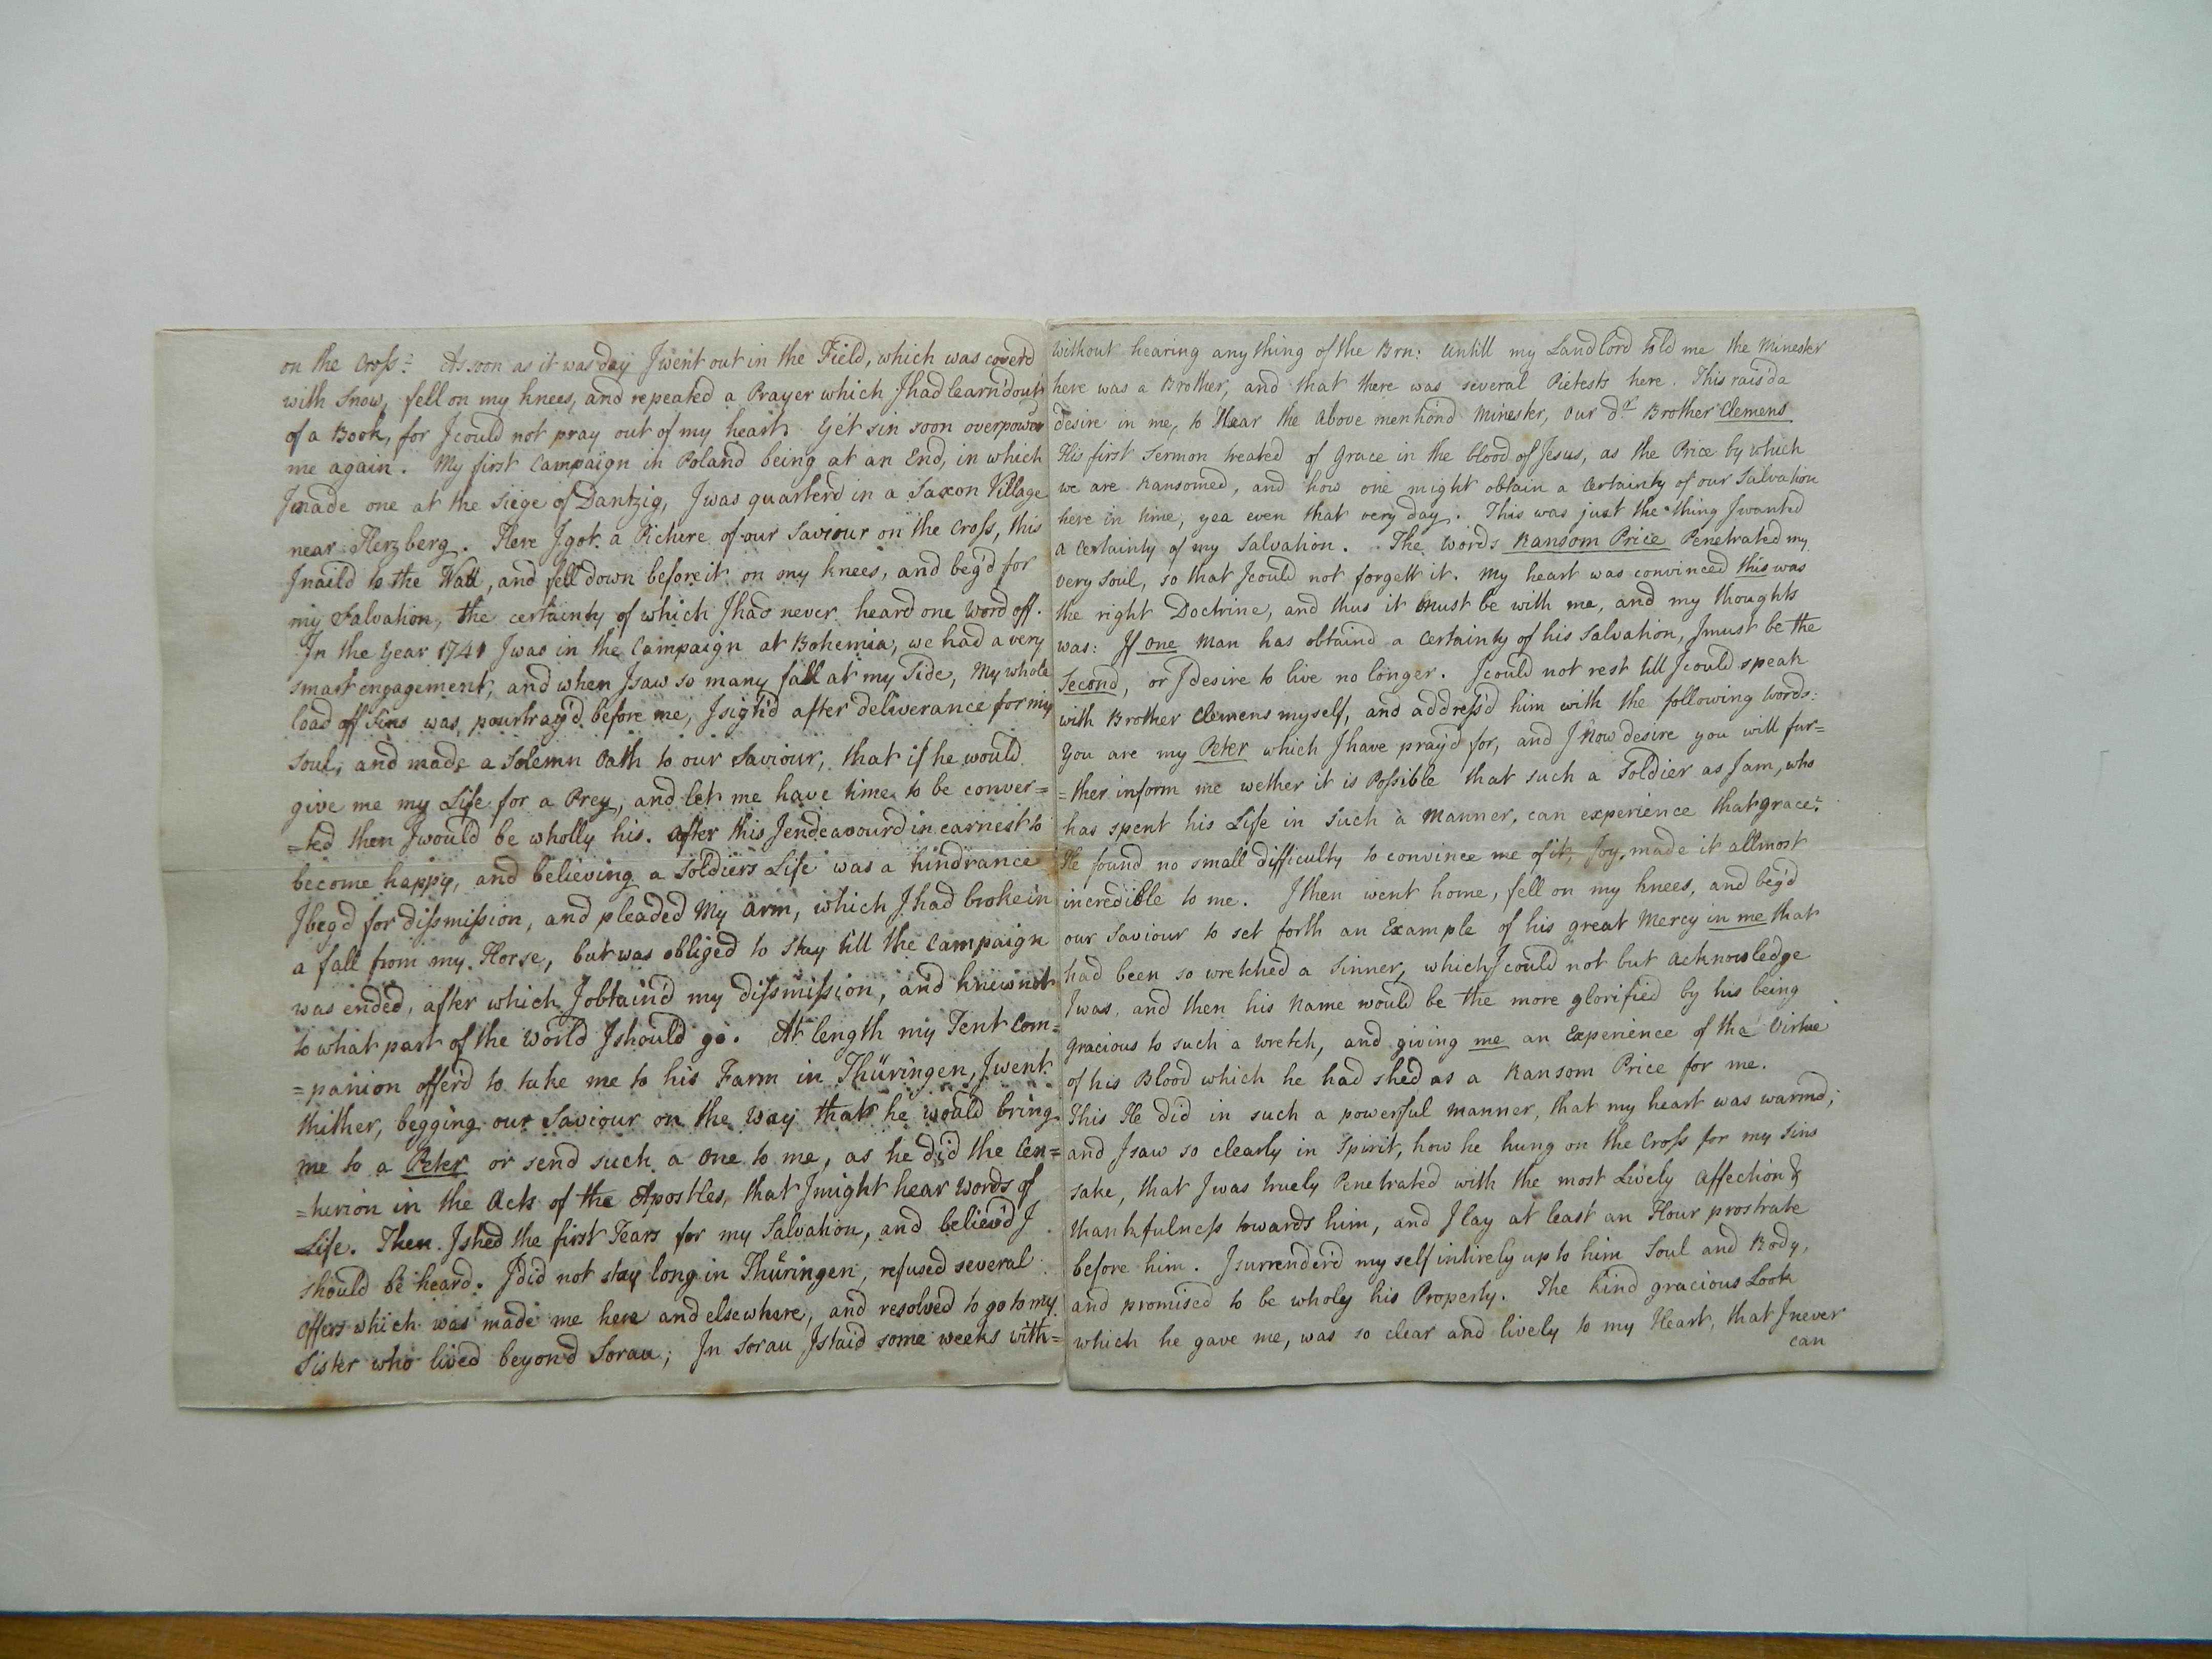 on the Cross: As soon as it was day I went out in the Field, which was coverd
with Snow, fell on my knees, and repeated a Prayer which I had learn'd out
of a Book, for I could not pray out of my heart. Yet sin soon overpower'd
me again. My first Campaign in Poland being at an End, in which
I made one at the Siege of Dantzig, I was quarterd in a Saxon Village
near Herzberg. Here I got a Picture of our Saviour on the Cross, this
I naild to the Wall, and fell down before it on my knees, and beg'd for
my Salvation, the certainty of which I had never heard one word off.
In the Year 1741 I was in the Campaign at Bohemia, we had a very
smart engagement, and when I saw so many fall at my Side, My whole
load off Sins was pourtray'd before me, I sigh'd after deliverance for my
Soul, and made a Solemn Oath to our Saviour, that if he would
give me my Life for a Prey, and let me have time to be conver=
=ted then I would be wholly his. After this I endeavourd in earnest to
become happy, and believing a Soldiers Life was a hindrance
I beg'd for dissmission, and pleaded My arm, which I had broke in
a fall from my Horse, but was obliged to Stay till the Campaign
was ended, after which I obtain'd my dissmission, and knew not
to what part of the World I should go. At length my Tent Com=
=panion offerd to take me to his Farm in Thüringen, I went
thither, begging our Saviour on the way that he would bring
me to a Peter or send such a one to me, as he did the Cen=
=turion in the Acts of the Apostles, that I might hear words of
Life. Then I shed the first Tears for my Salvation, and believ'd I
should be heard. I did not stay long in Thüringen, refused several
offers which was made me here and elsewhere, and resolved to go to my
Sister who lived beyond Sorau; In Sorau I staid some weeks with=
without hearing any thing of the Brn: Untill my Landlord told me the Minester
here was a Brother, and that there was several Pietests here. This rais'd a
desire in me, to Hear the above mention'd Minester, our dr Brother Clemens
His first Sermon treated of Grace in the blood of Jesus, as the Price by which
we are Ransomed, and how one might obtain a Certainty of our Salvation
here in time, yea even that very day. This was just the thing I wanted
a Certainty of my Salvation. The Words Ransom Price Penetrated my
very Soul, so that I could not forgett it. My heart was convinced this was
the right Doctrine, and thus it must be with me, and my thoughts
was: If One Man has obtaind a Certainty of his Salvation, I must be the
Second, or I desire to live no longer. I could not rest till I could speak
with Brother Clemens myself, and address'd him with the following Words:
You are my Peter which I have pray'd for, and I Now desire you will fur=
=ther inform me wether it is Possible that such a Soldier as I am, who
has spent his Life in Such a Manner, can experience that grace:
He found no small difficulty to convince me of it, Joy made it allmost
incredible to me. I then went home, fell on my knees, and beg'd
our Saviour to set forth an Example of his great Mercy in me that
had been so wretched a Sinner, which I could not but Acknowledge
I was, and then his Name would be the more glorified by his being
gracious to such a Wretch, and giving me an Experience of the Virtue
of his Blood which he had shed as a Ransom Price for me.
This He did in such a powerful Manner, that my heart was warmd;
and I saw so clearly in Spirit, how he hung on the Cross for my Sins
sake, that I was truely Penetrated with the most Lively Affection &
thankfulness towards him, and I lay at least an Hour prostrate
before him. I surrender'd my self intirely up to him Soul and Body,
and promised to be wholy his Property. The kind gracious Look
which he gave me, was so clear and lively to my Heart, that I never
can